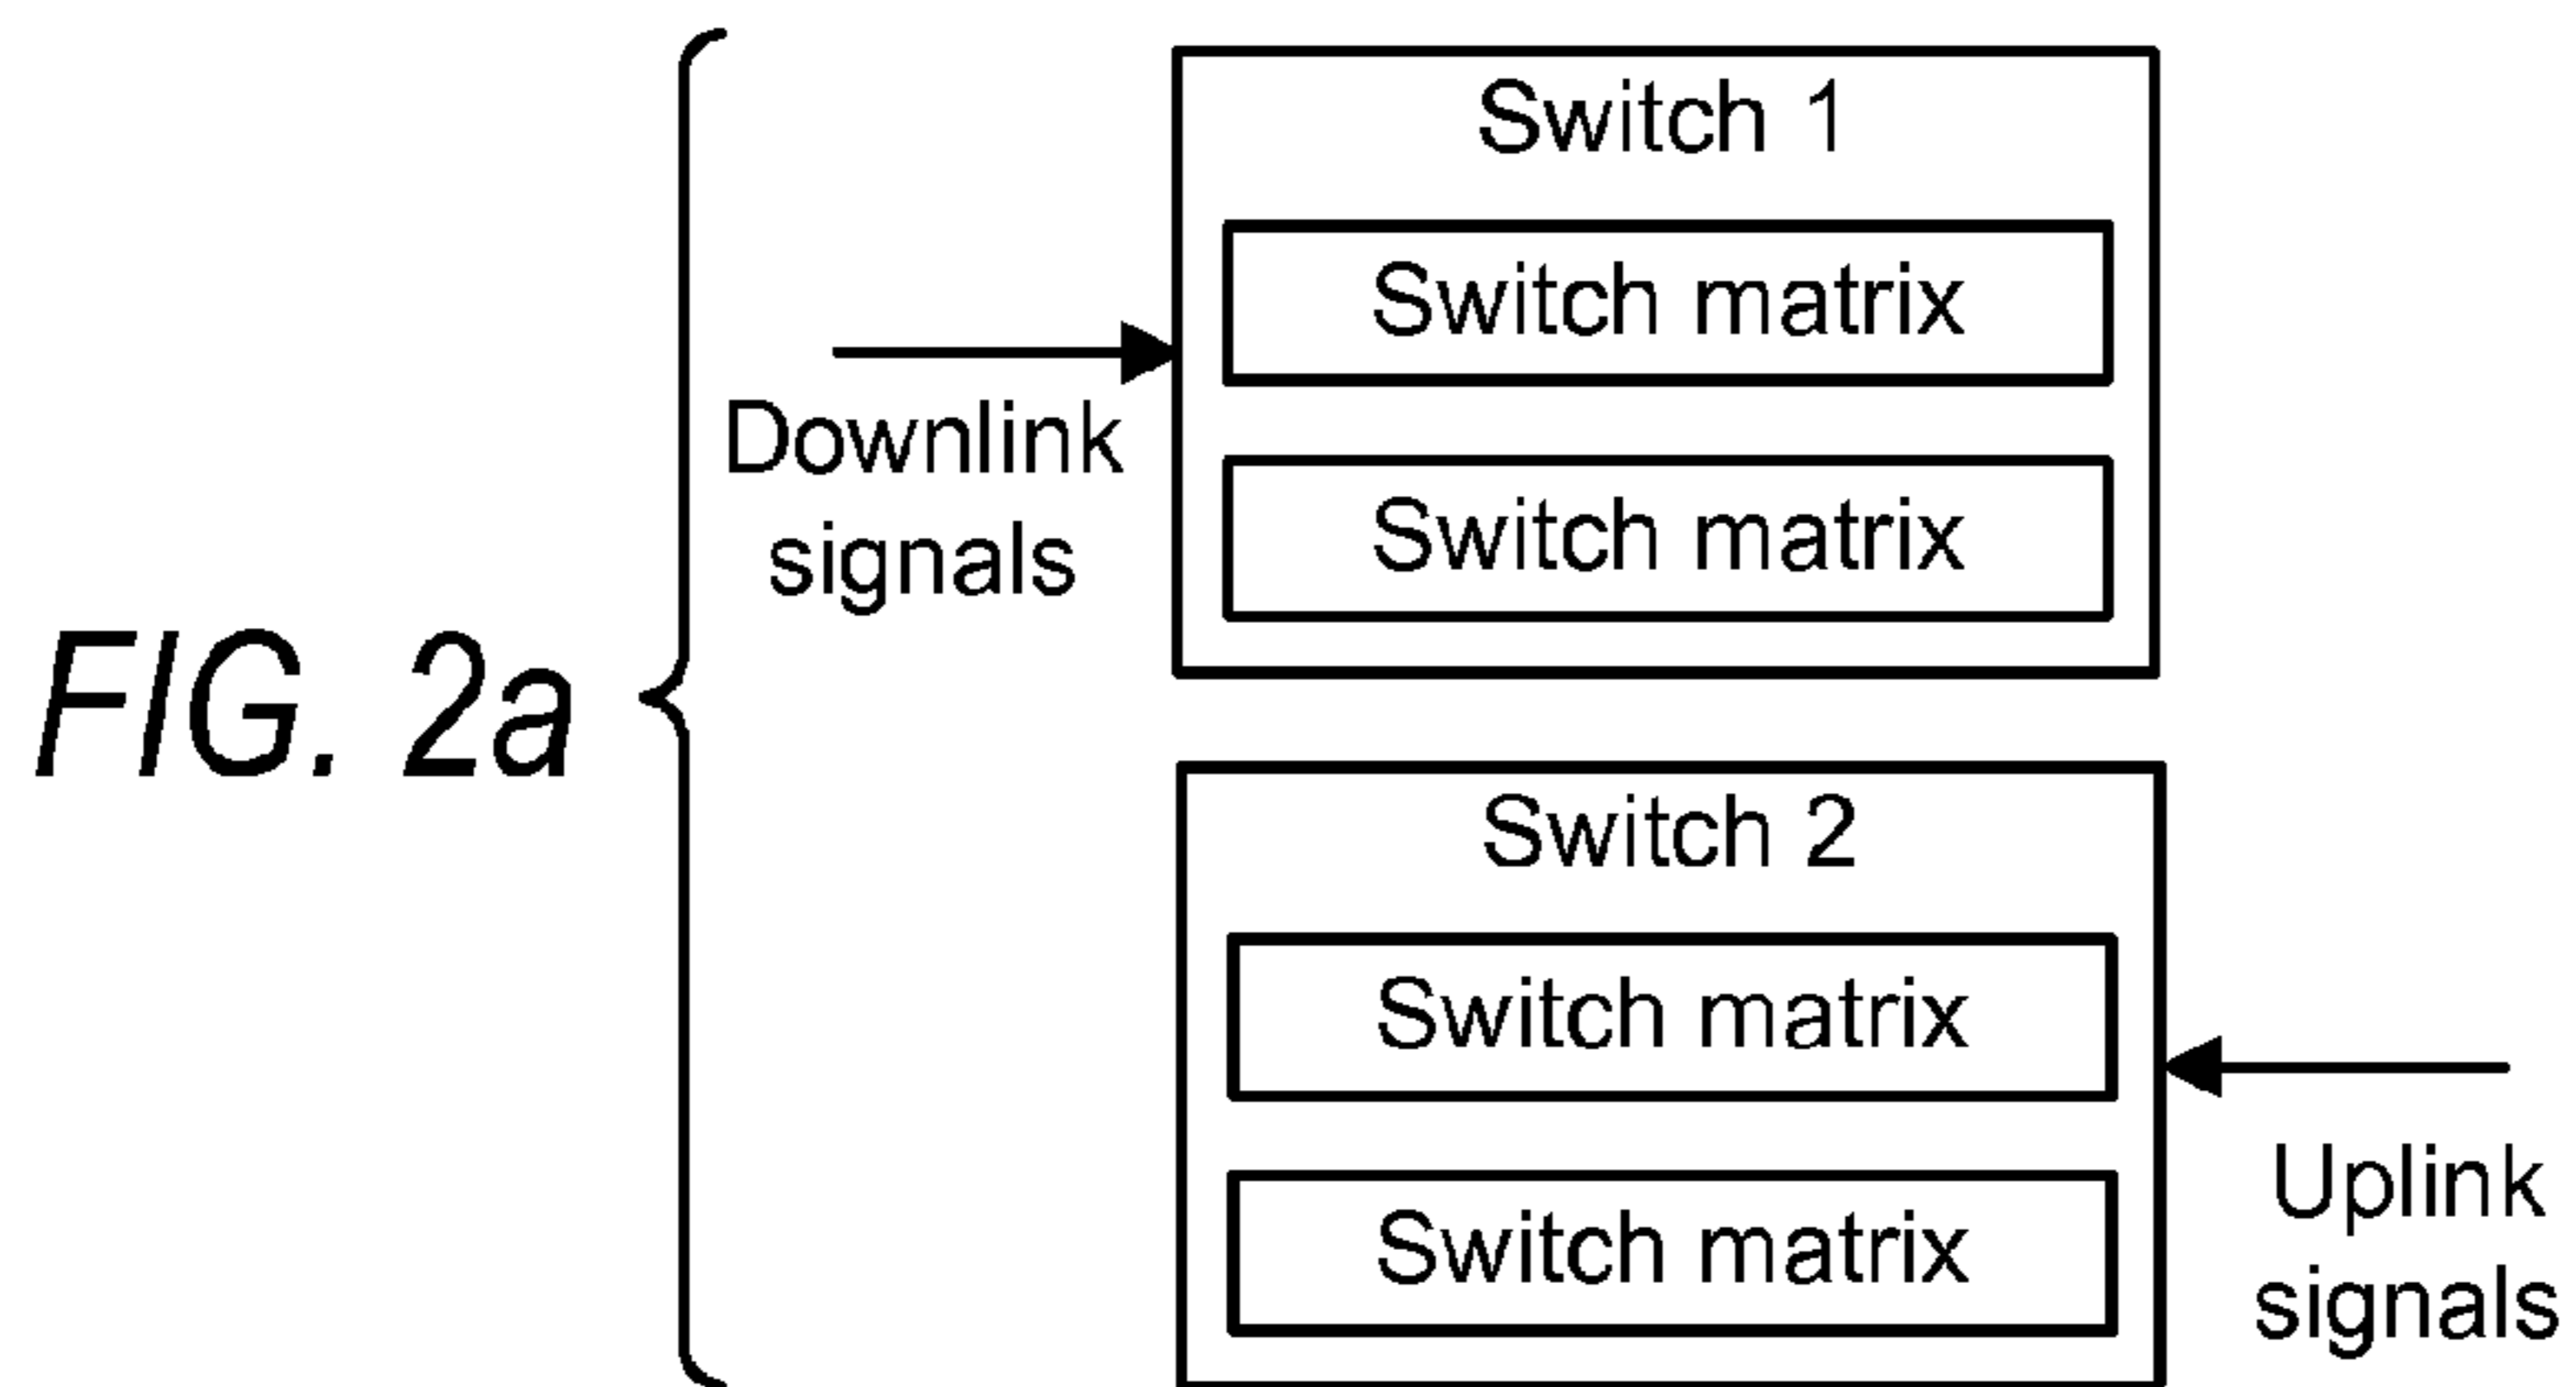 FIG. 2a
Switch 1
Switch matrix
Switch matrix
Downlink
signals
Switch 2
Switch matrix
Switch matrix
Uplink
signals